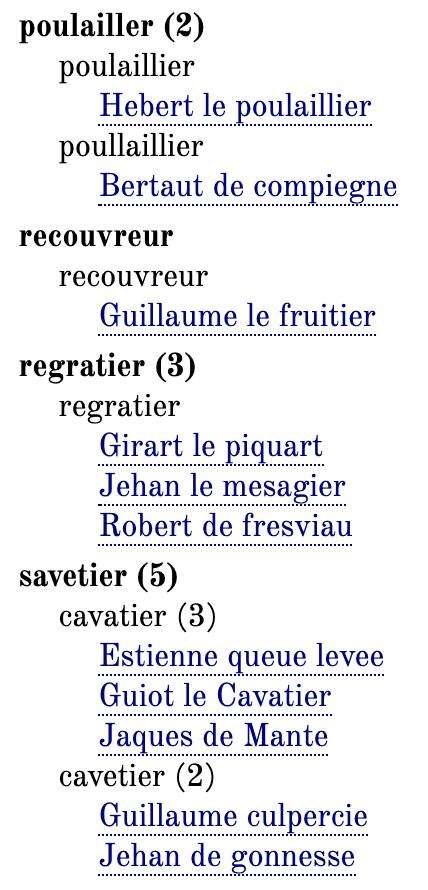 poulailler (2)
poulaillier
Hebert le poulaillier
poullaillier
Bertaut de compiegne
recouvreur
recouvreur
Guillaume le fruitier
regratier (3)
regratier
Girart le piquart
Jehan le mesagier
Robert de fresviau
savetier (5)
cavatier (3)
Estienne queue levee
Guiot le Cavatier
Jaques de Mante
cavetier (2)
Guillaume culpercie
Jehan de gonnesse